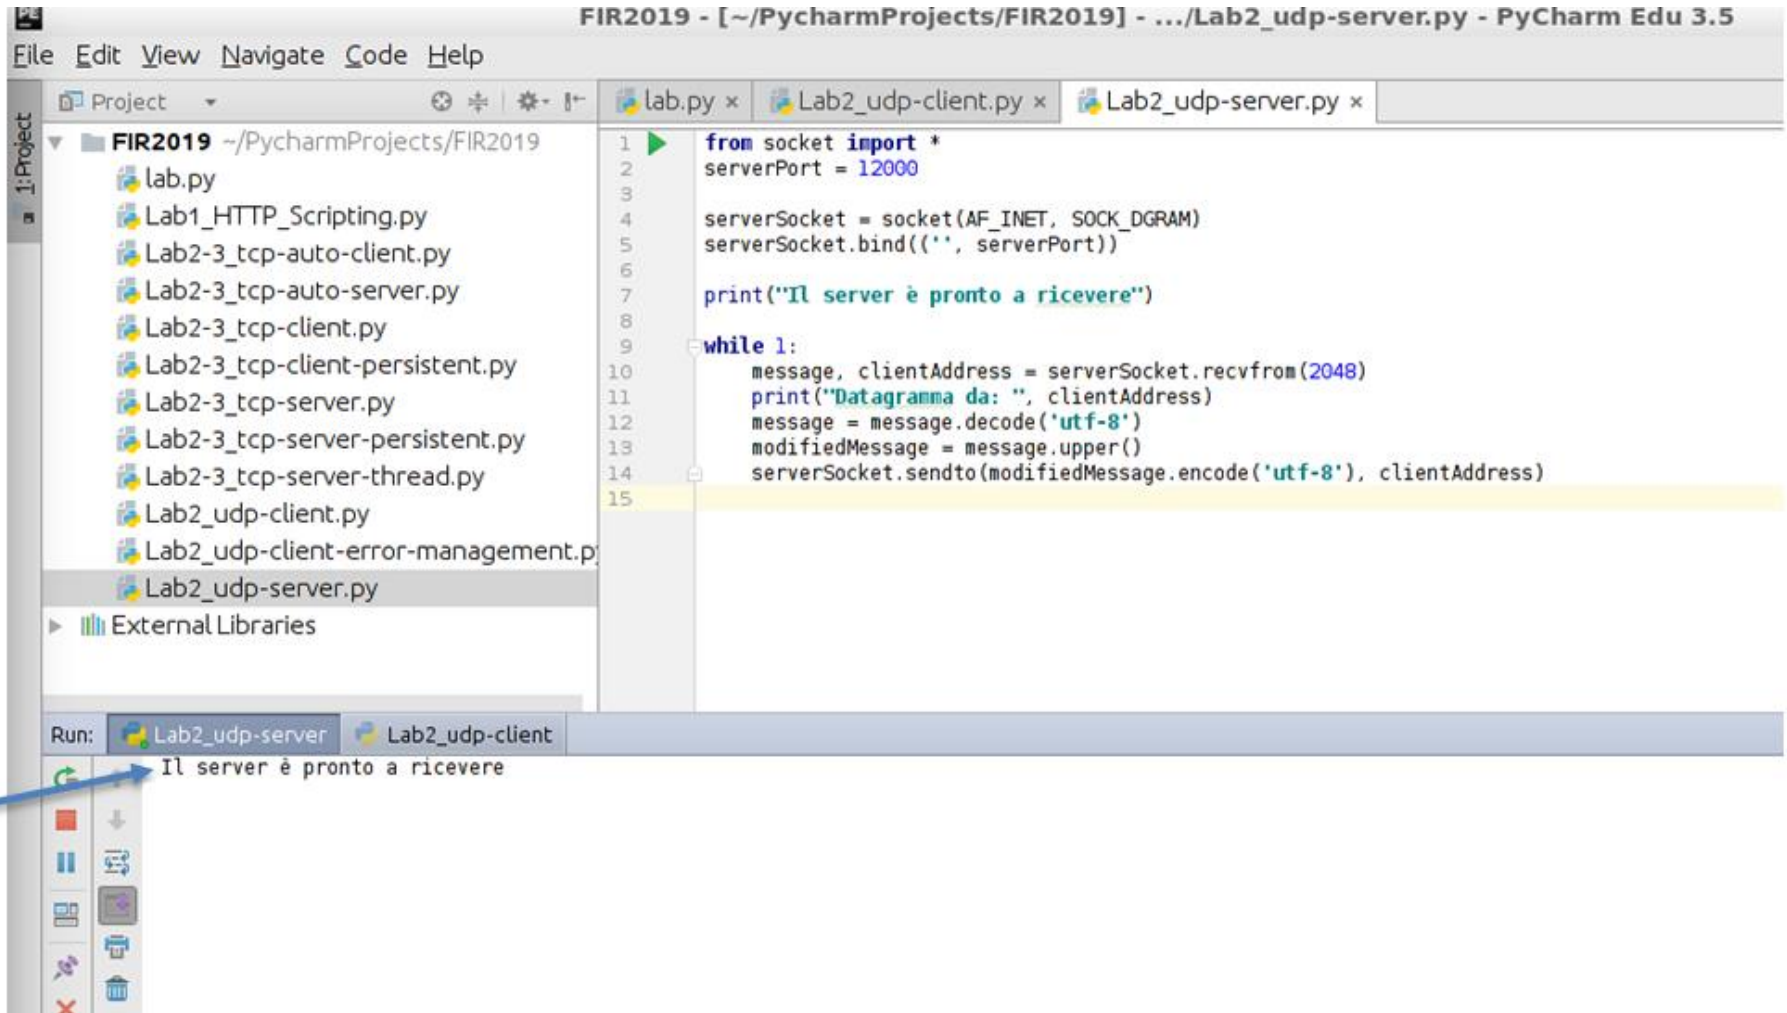 PE
FIR2019 - [~/PycharmProjects/FIR2019] - .../Lab2_udp-server.py - PyCharm Edu 3.5
File Edit View Navigate Code Help
1: Project
Project
FIR2019 ~/PycharmProjects/FIR2019
lab.py
Lab1_HTTP_Scripting.py
Lab2-3_tcp-auto-client.py
Lab2-3_tcp-auto-server.py
Lab2-3_tcp-client.py
Lab2-3_tcp-client-persistent.py
Lab2-3_tcp-server.py
Lab2-3_tcp-server-persistent.py
Lab2-3_tcp-server-thread.py
Lab2_udp-client.py
Lab2_udp-client-error-management.p
Lab2_udp-server.py
External Libraries
lab.py × Lab2_udp-client.py × Lab2_udp-server.py ×
1 from socket import *
2 serverPort = 12000
3
4 serverSocket = socket(AF_INET, SOCK_DGRAM)
5 serverSocket.bind(('', serverPort))
6
7 print("Il server è pronto a ricevere")
8
9 while 1:
10 message, clientAddress = serverSocket.recvfrom(2048)
11 print("Datagramma da: ", clientAddress)
12 message = message.decode('utf-8')
13 modifiedMessage = message.upper()
14 serverSocket.sendto(modifiedMessage.encode('utf-8'), clientAddress)
15
Run: Lab2_udp-server Lab2_udp-client
Il server è pronto a ricevere